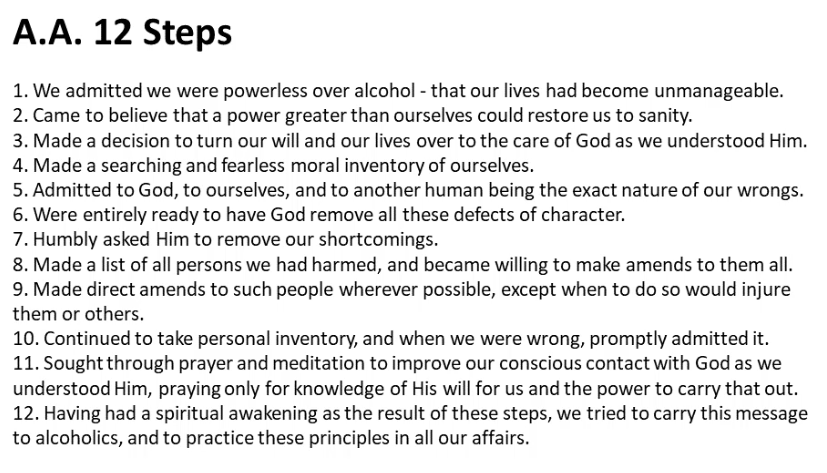 A.A. 12 Steps
1. We admitted we were powerless over alcohol - that our lives had become unmanageable.
2. Came to believe that a power greater than ourselves could restore us to sanity.
3. Made a decision to turn our will and our lives over to the care of God as we understood Him.
4. Made a searching and fearless moral inventory of ourselves.
5. Admitted to God, to ourselves, and to another human being the exact nature of our wrongs.
6. Were entirely ready to have God remove all these defects of character.
7. Humbly asked Him to remove our shortcomings.
8. Made a list of all persons we had harmed, and became willing to make amends to them all.
9. Made direct amends to such people wherever possible, except when to do so would injure
them or others.
10. Continued to take personal inventory, and when we were wrong, promptly admitted it.
11. Sought through prayer and meditation to improve our conscious contact with God as we
understood Him, praying only for knowledge of His will for us and the power to carry that out.
12. Having had a spiritual awakening as the result of these steps, we tried to carry this message
to alcoholics, and to practice these principles in all our affairs.